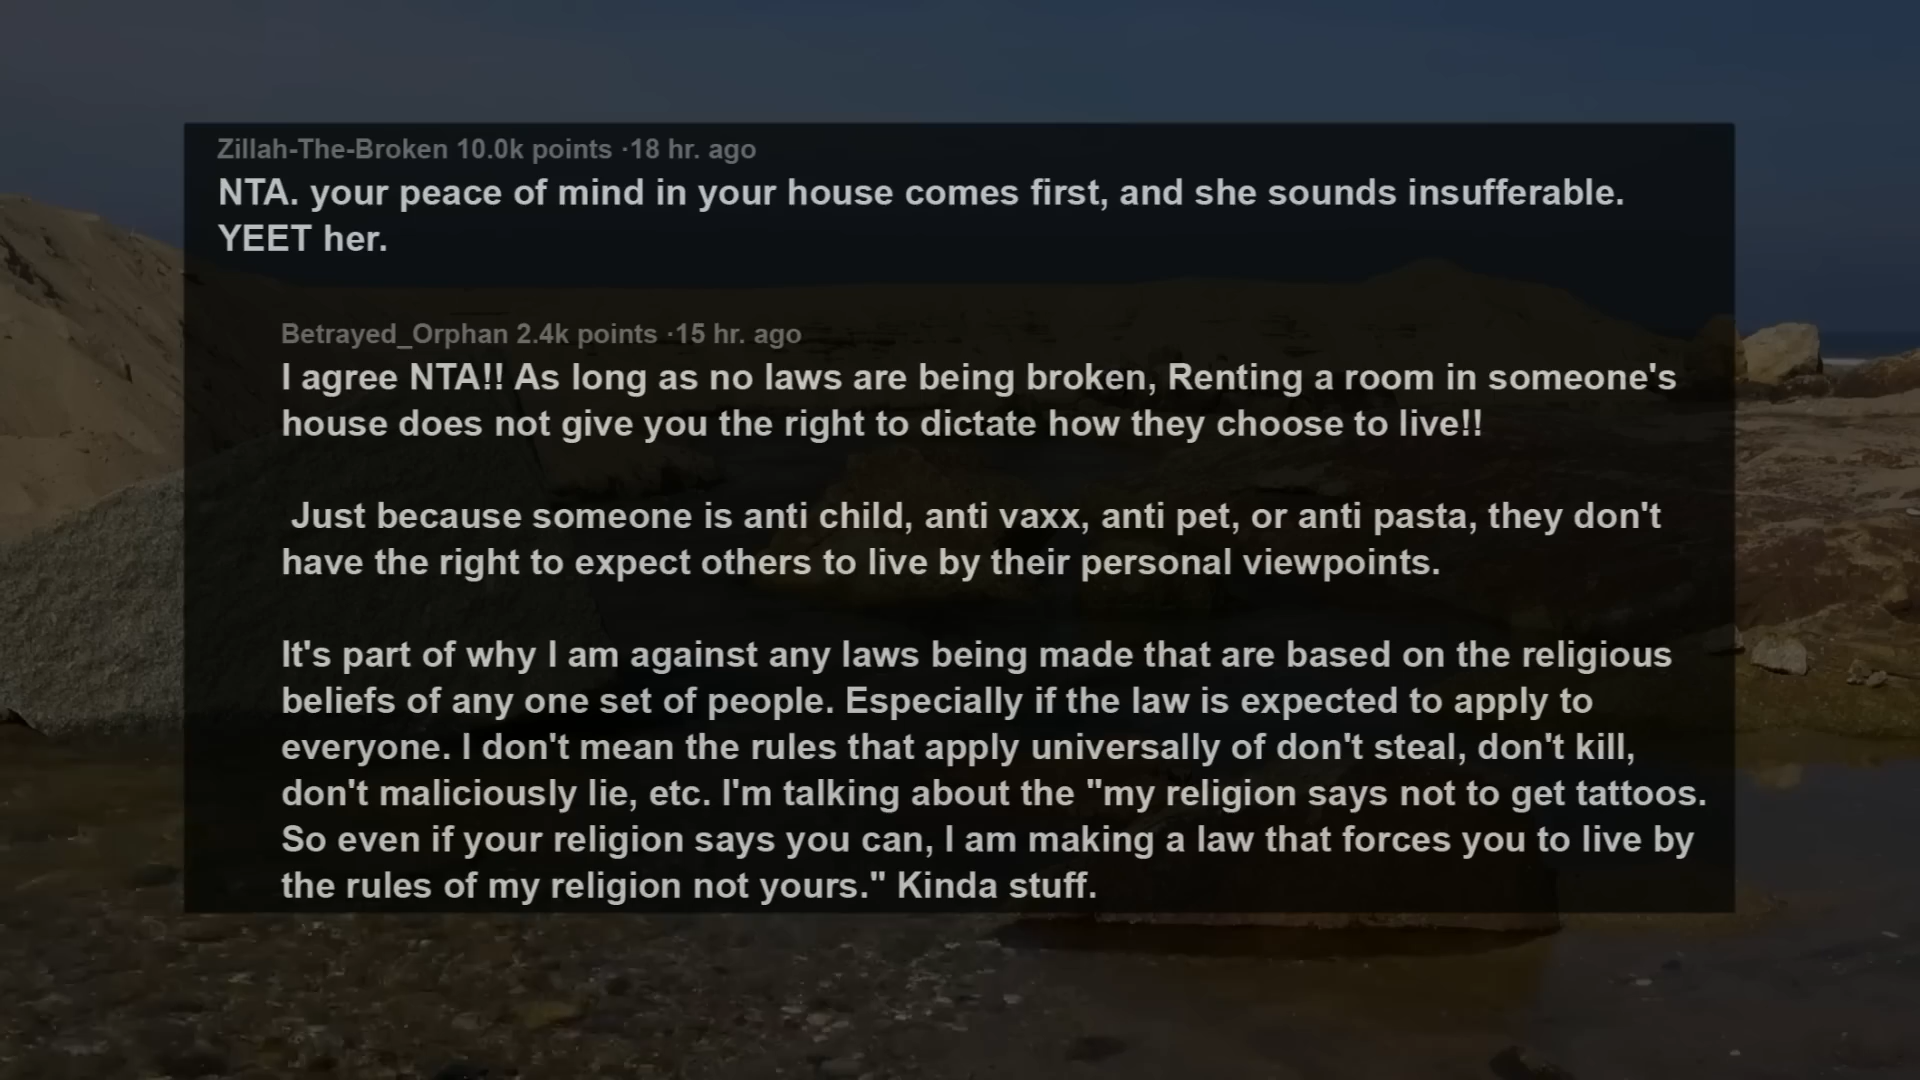 Zillah-The-Broken 10.0k points ·18 hr. ago
NTA. your peace of mind in your house comes first, and she sounds insufferable.
YEET her.
Betrayed_Orphan 2.4k points ·15 hr. ago
I agree NTA!! As long as no laws are being broken, Renting a room in someone's
house does not give you the right to dictate how they choose to live!!
Just because someone is anti child, anti vaxx, anti pet, or anti pasta, they don't
have the right to expect others to live by their personal viewpoints.
It's part of why I am against any laws being made that are based on the religious
beliefs of any one set of people. Especially if the law is expected to apply to
everyone. I don't mean the rules that apply universally of don't steal, don't kill,
don't maliciously lie, etc. I'm talking about the "my religion says not to get tattoos.
So even if your religion says you can, I am making a law that forces you to live by
the rules of my religion not yours." Kinda stuff.